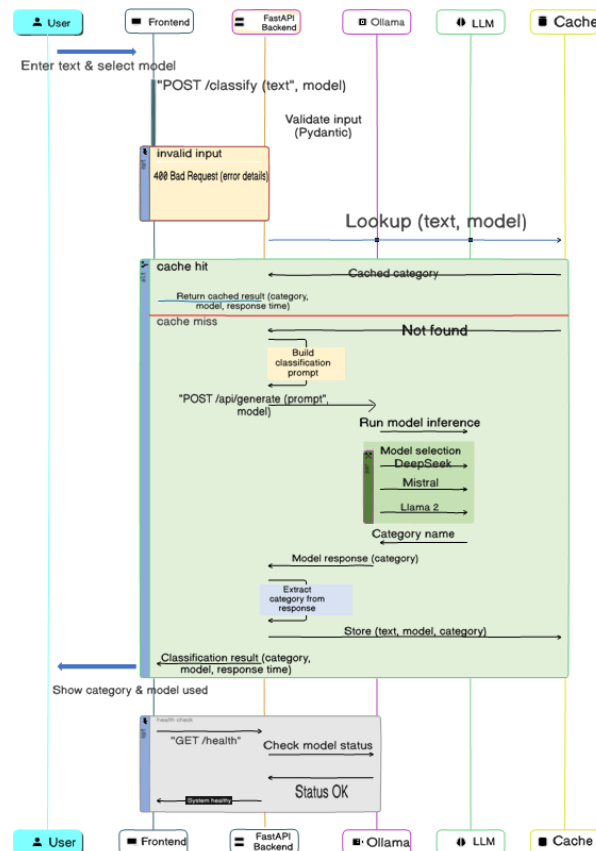 User
Frontend
FastAPI
Backend
Ollama
LLM
Cache
Enter text & select model
"POST /classify (text", model)
Validate input
(Pydantic)
opt
invalid input
400 Bad Request (error details)
Lookup (text, model)
alt
cache hit
Cached category
Return cached result (category,
model, response time)
cache miss
Not found
Build
classification
prompt
"POST /api/generate (prompt",
model)
Run model inference
Model selection
DeepSeek
Mistral
Llama 2
Category name
Model response (category)
Extract
category from
response
Store (text, model, category)
Classification result (category,
model, response time)
Show category & model used
opt
health check
"GET /health"
Check model status
Status OK
System healthy
User
Frontend
FastAPI
Backend
Ollama
LLM
Cache